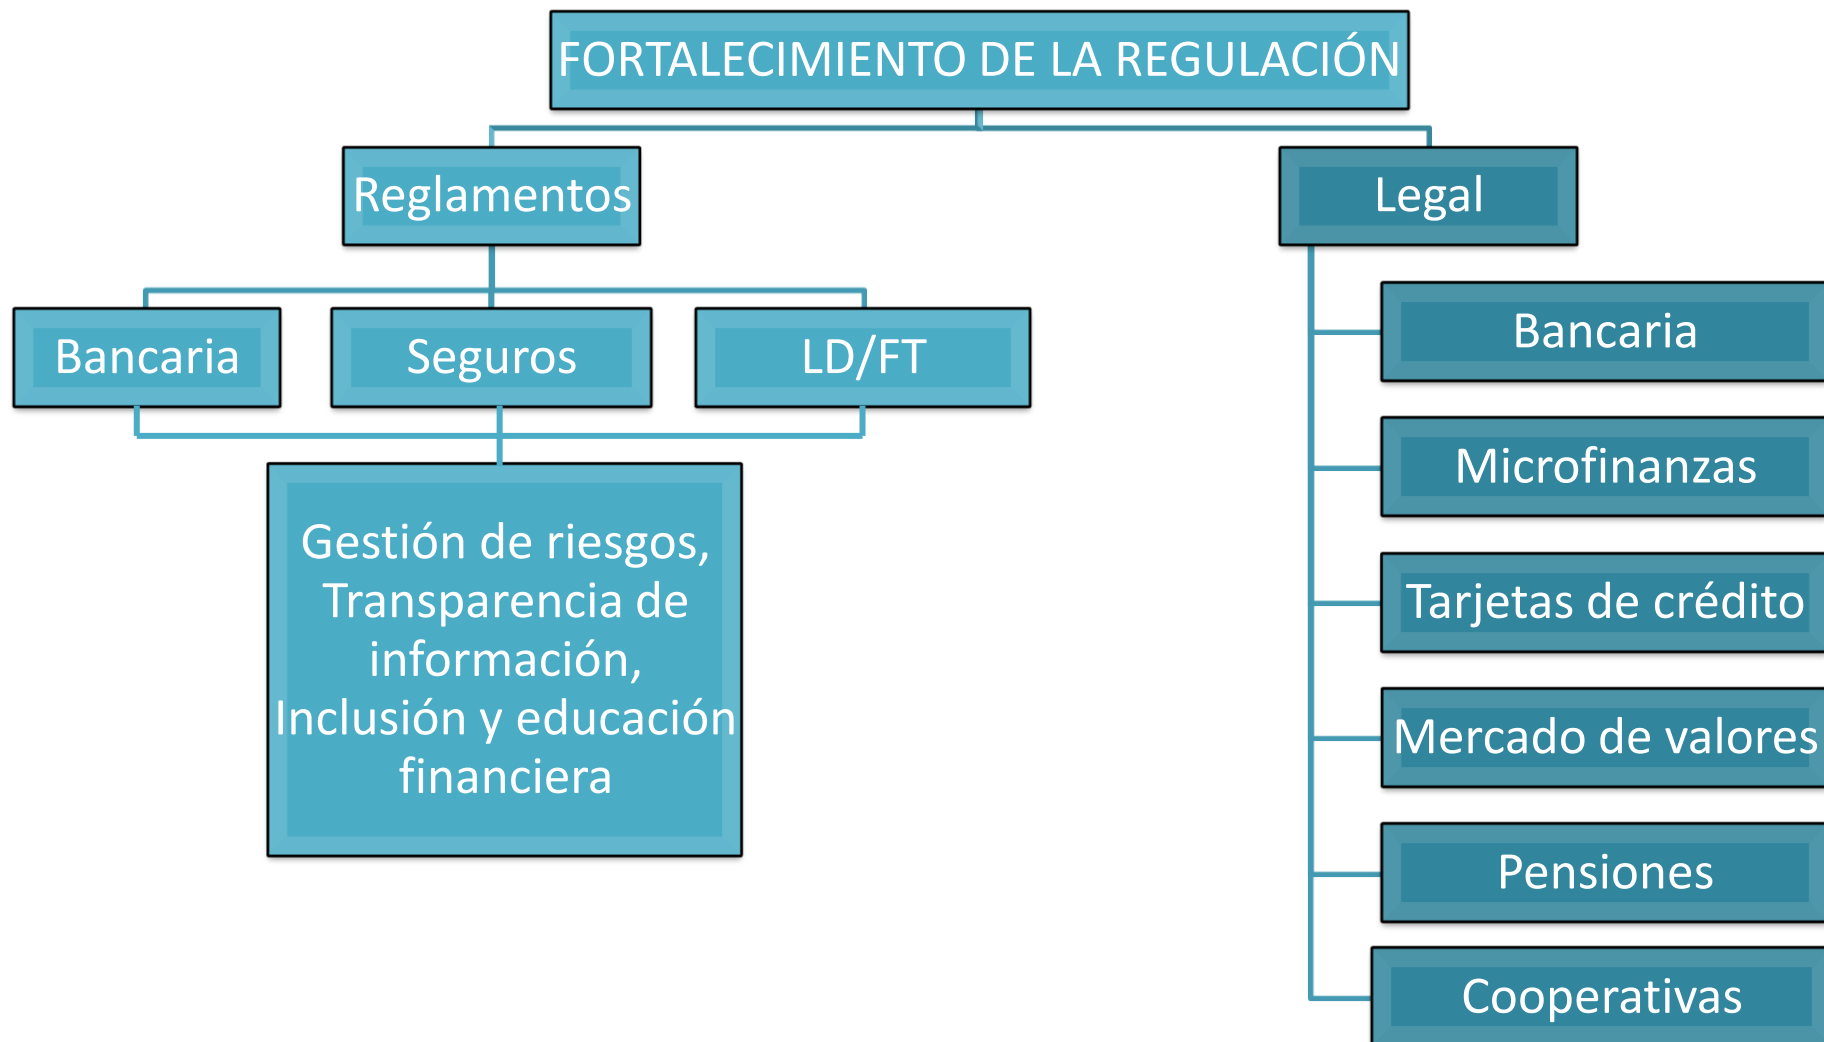 FORTALECIMIENTO DE LA REGULACIÓN
Reglamentos
Legal
Bancaria
Seguros
LD/FT
Gestión de riesgos,
Transparencia de
información,
Inclusión y educación
financiera
Bancaria
Microfinanzas
Tarjetas de crédito
Mercado de valores
Pensiones
Cooperativas